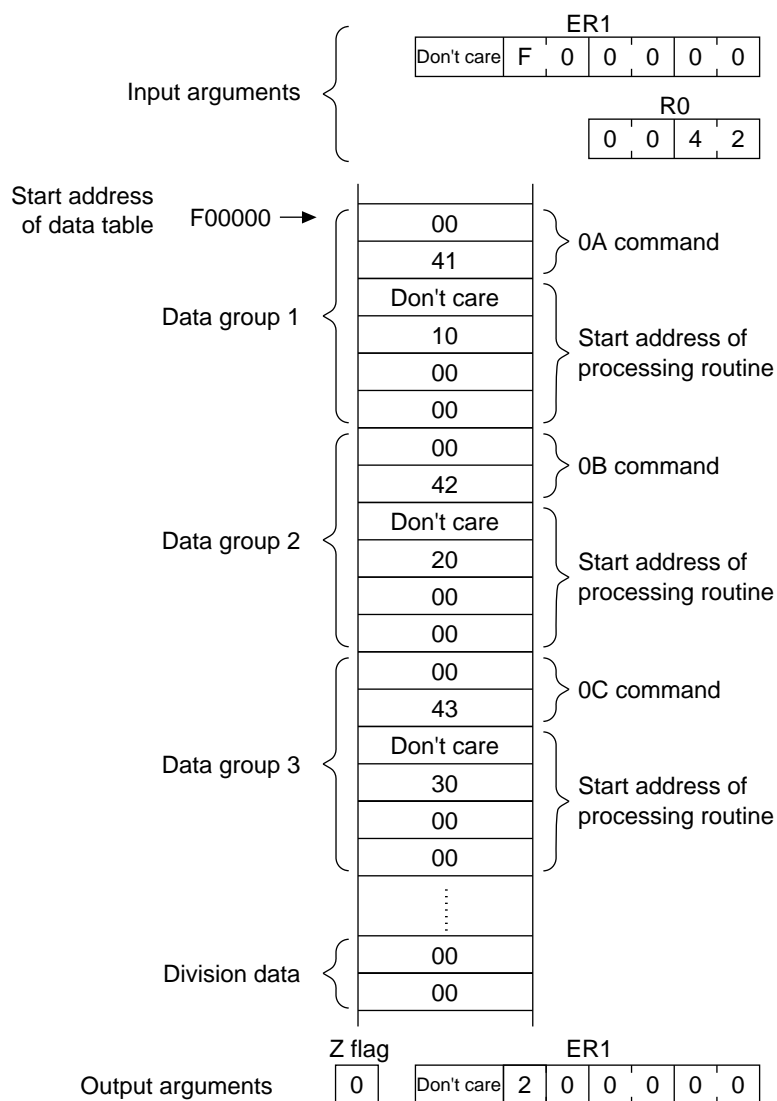 ER1
Don't care F 0 0 0 0 0
Input arguments
R0
0 0 4 2
Start address
of data table
F00000
00
41
0A command
Data group 1
Don't care
10
00
00
Start address of
processing routine
00
42
0B command
Data group 2
Don't care
20
00
00
Start address of
processing routine
00
43
0C command
Data group 3
Don't care
30
00
00
Start address of
processing routine
Division data
00
00
Z flag
ER1
Output arguments
0
Don't care 2 0 0 0 0 0